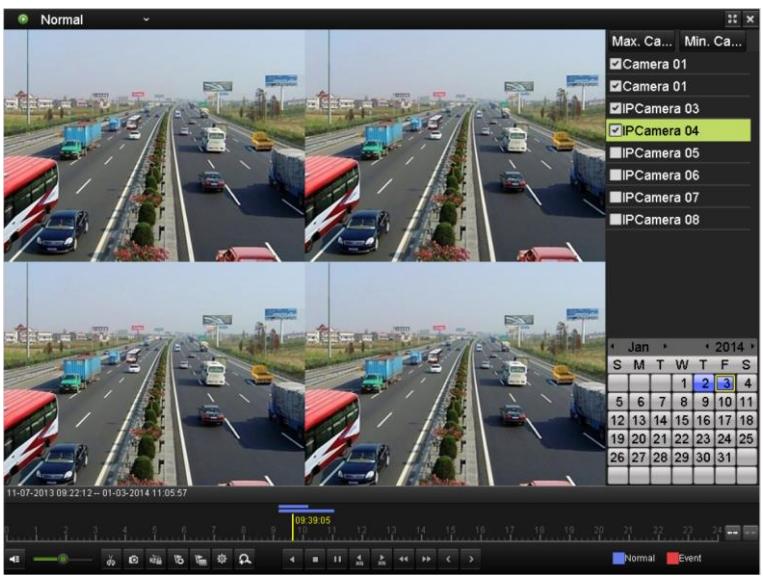 Normal
Max. Ca... Min. Ca...
Camera 01
Camera 01
IPCamera 03
IPCamera 04
IPCamera 05
IPCamera 06
IPCamera 07
IPCamera 08
Jan 2014
S M T W T F S
1 2 3 4
5 6 7 8 9 10 11
12 13 14 15 16 17 18
19 20 21 22 23 24 25
26 27 28 29 30 31
11-07-2013 09:22:12 -- 01-03-2014 11:05:57
09:39:05
0 1 2 3 4 5 6 7 8 9 10 11 12 13 14 15 16 17 18 19 20 21 22 23 24
30s 30s
Normal Event